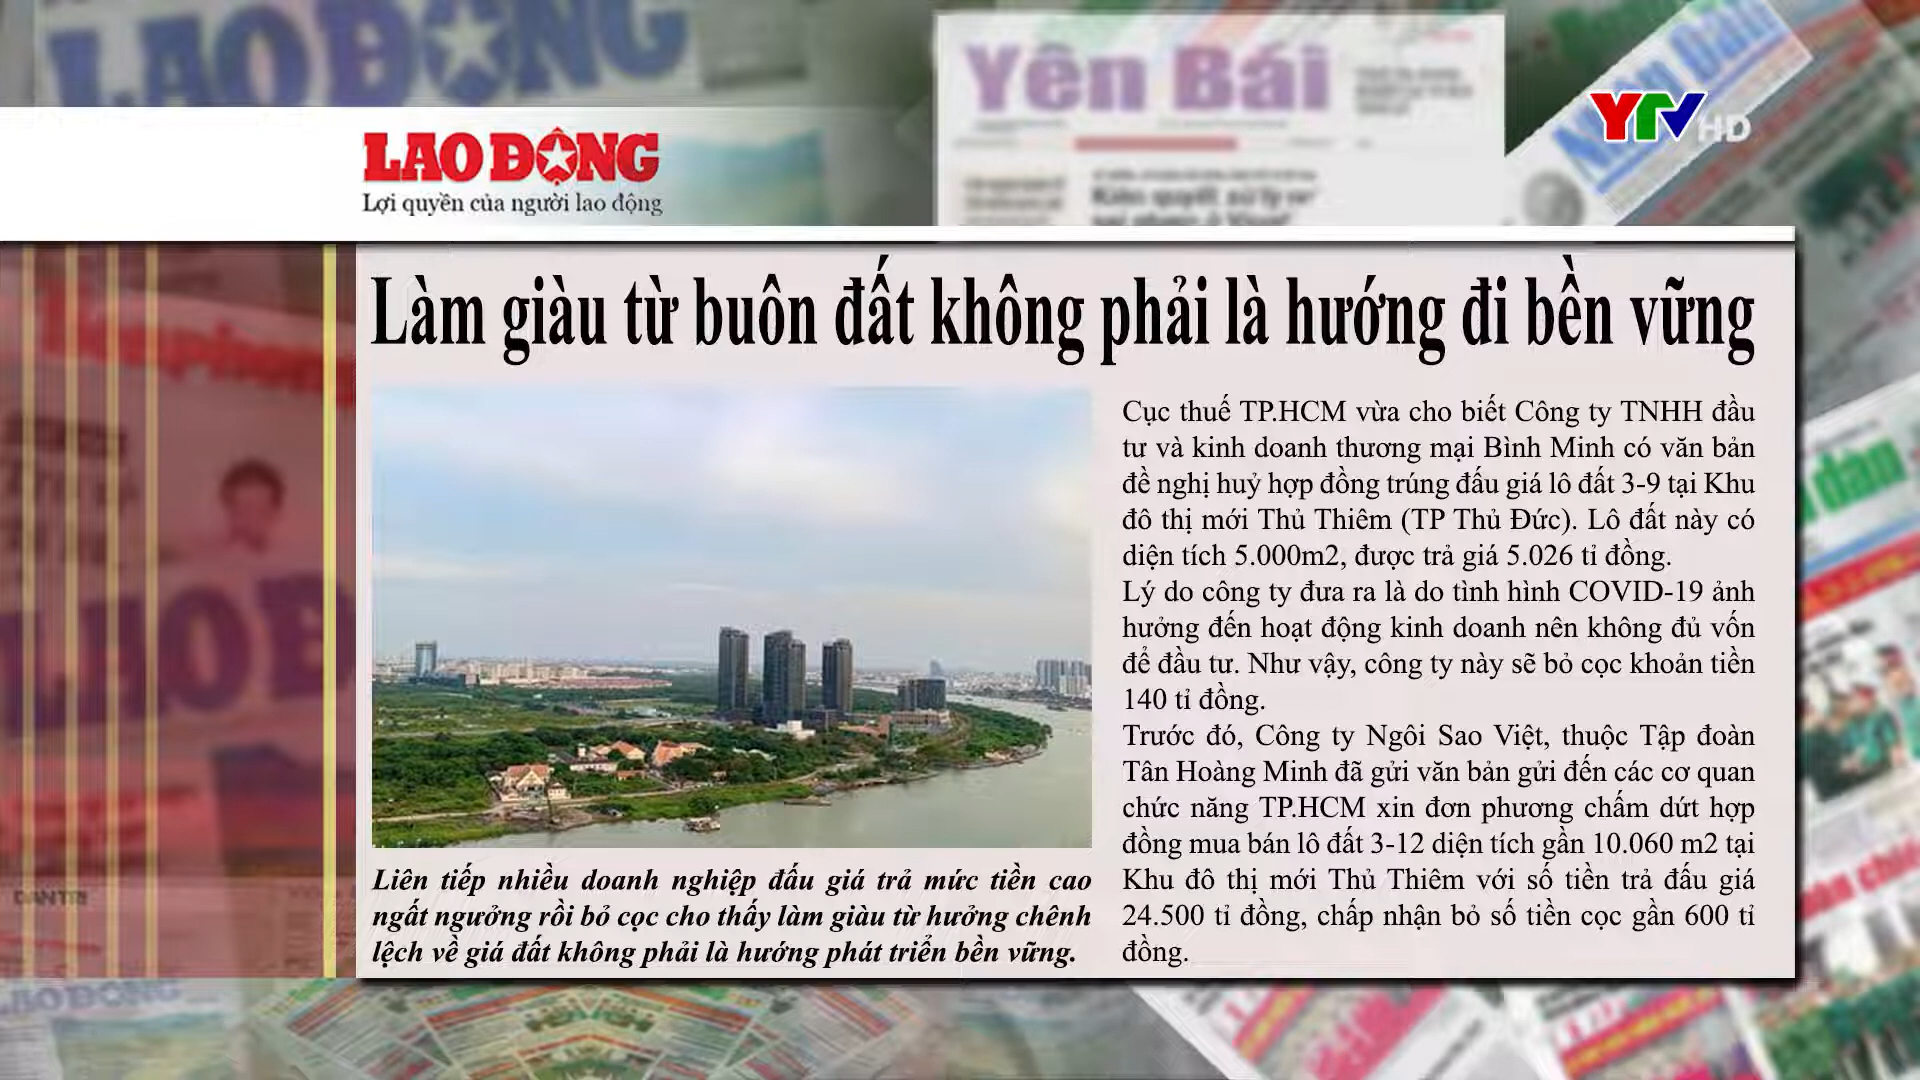 LAO ĐỘNG
Yên Bái
Nhân Dân
YTV HD
LAO ĐỘNG
Lợi quyền của người lao động
Làm giàu từ buôn đất không phải là hướng đi bền vững
Cục thuế TP.HCM vừa cho biết Công ty TNHH đầu
tư và kinh doanh thương mại Bình Minh có văn bản
đề nghị huỷ hợp đồng trúng đấu giá lô đất 3-9 tại Khu
đô thị mới Thủ Thiêm (TP Thủ Đức). Lô đất này có
diện tích 5.000m2, được trả giá 5.026 tỉ đồng.
Lý do công ty đưa ra là do tình hình COVID-19 ảnh
hưởng đến hoạt động kinh doanh nên không đủ vốn
để đầu tư. Như vậy, công ty này sẽ bỏ cọc khoản tiền
140 tỉ đồng.
Trước đó, Công ty Ngôi Sao Việt, thuộc Tập đoàn
Tân Hoàng Minh đã gửi văn bản gửi đến các cơ quan
chức năng TP.HCM xin đơn phương chấm dứt hợp
đồng mua bán lô đất 3-12 diện tích gần 10.060 m2 tại
Khu đô thị mới Thủ Thiêm với số tiền trả đấu giá
24.500 tỉ đồng, chấp nhận bỏ số tiền cọc gần 600 tỉ
đồng.
Liên tiếp nhiều doanh nghiệp đấu giá trả mức tiền cao
ngất ngưởng rồi bỏ cọc cho thấy làm giàu từ hưởng chênh
lệch về giá đất không phải là hướng phát triển bền vững.
LAO ĐỘNG
DANTRI
LAO ĐỘNG